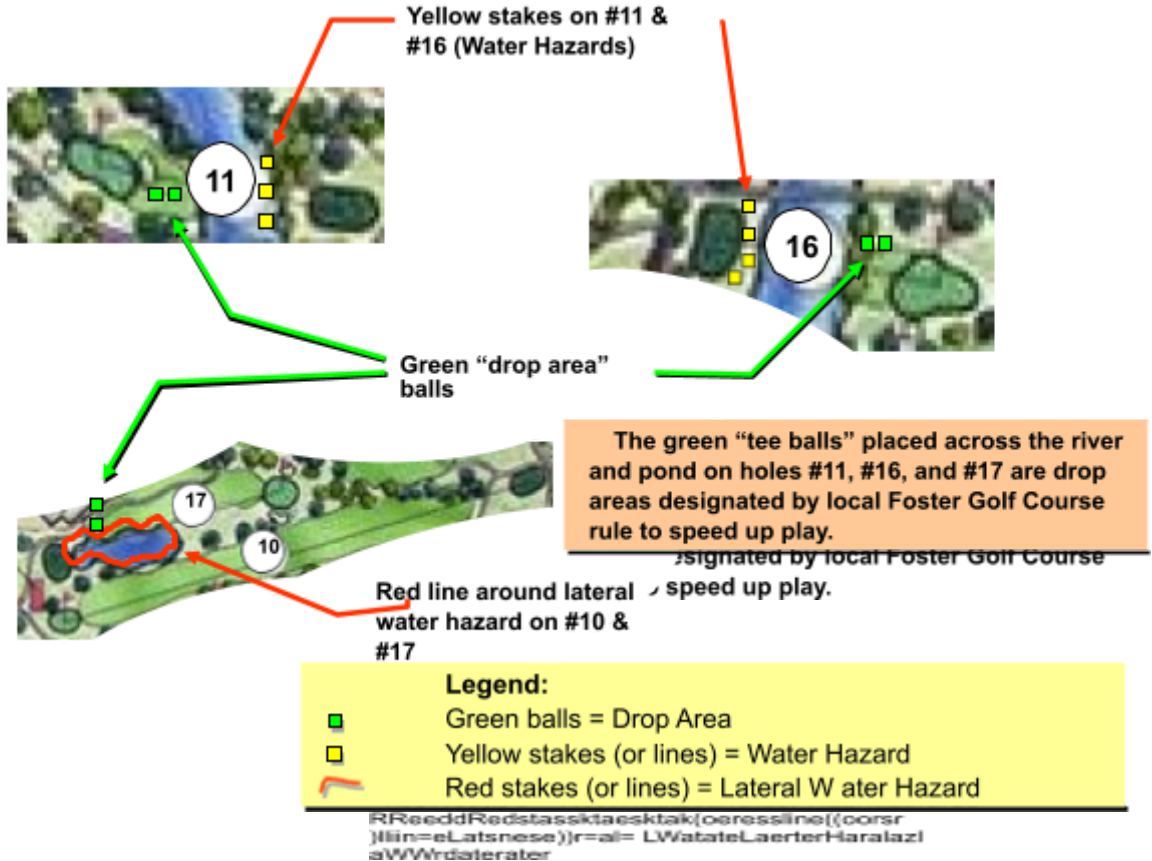 Yellow stakes on #11 &
#16 (Water Hazards)
11
16
Green “drop area”
balls
The green “tee balls” placed across the river
and pond on holes #11, #16, and #17 are drop
areas designated by local Foster Golf Course
rule to speed up play.
esignated by local Foster Golf Course
speed up play.
17
10
Red line around lateral
water hazard on #10 &
#17
Legend:
Green balls = Drop Area
Yellow stakes (or lines) = Water Hazard
Red stakes (or lines) = Lateral W ater Hazard